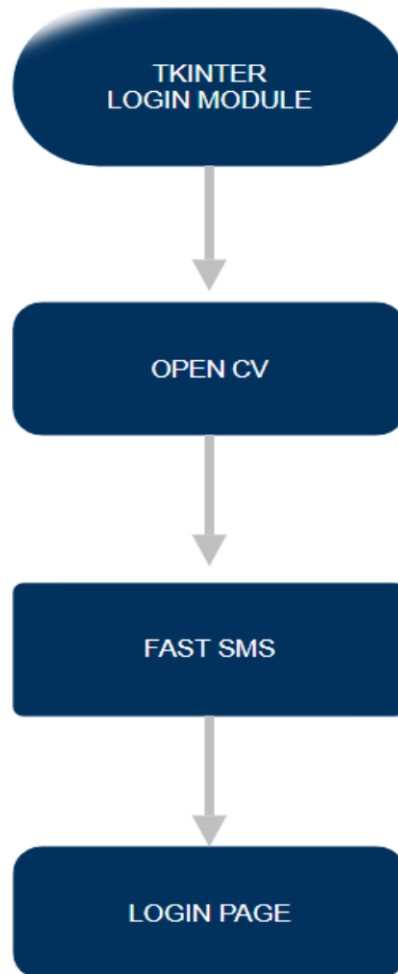 TKINTER
LOGIN MODULE
OPEN CV
FAST SMS
LOGIN PAGE